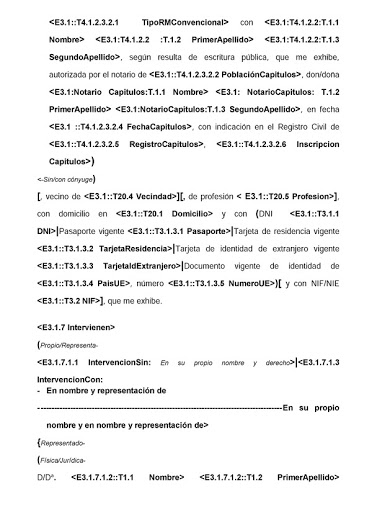 <E3.1::T4.1.2.3.2.1 TipoRMConvencional> con <E3.1::T4.1.2.2:T.1.1
Nombre> <E3.1::T4.1.2.2 :T.1.2 PrimerApellido> <E3.1::T4.1.2.2:T.1.3
SegundoApellido>, según resulta de escritura pública, que me exhibe,
autorizada por el notario de <E3.1::T4.1.2.3.2.2 PoblaciónCapitulos>, don/doña
<E3.1:Notario Capitulos:T.1.1 Nombre> <E3.1: NotarioCapitulos: T.1.2
PrimerApellido> <E3.1:NotarioCapitulos:T.1.3 SegundoApellido>, en fecha
<E3.1 ::T4.1.2.3.2.4 FechaCapitulos>, con indicación en el Registro Civil de
<E3.1::T4.1.2.3.2.5 RegistroCapitulos>, <E3.1::T4.1.2.3.2.6 Inscripcion
Capitulos>)
<-Sin/con cónyuge)
[, vecino de <E3.1::T20.4 Vecindad>][, de profesión < E3.1::T20.5 Profesion>],
con domicilio en <E3.1::T20.1 Domicilio> y con (DNI <E3.1::T3.1.1
DNI>|Pasaporte vigente <E3.1::T3.1.3.1 Pasaporte>|Tarjeta de residencia vigente
<E3.1::T3.1.3.2 TarjetaResidencia>|Tarjeta de identidad de extranjero vigente
<E3.1::T3.1.3.3 TarjetaIdExtranjero>|Documento vigente de identidad de
<E3.1::T3.1.3.4 PaisUE>, número <E3.1::T3.1.3.5 NumeroUE>)[ y con NIF/NIE
<E3.1::T3.2 NIF>], que me exhibe.
<E3.1.7 Intervienen>
(Propio/Representa-
<E3.1.7.1.1 IntervencionSin: En su propio nombre y derecho>|<E3.1.7.1.3
IntervencionCon:
- En nombre y representación de
--------------------------------------------------------------------------------------En su propio
nombre y en nombre y representación de>
{Representado-
(Física/Jurídica-
D/Dª. <E3.1.7.1.2::T1.1 Nombre> <E3.1.7.1.2::T1.2 PrimerApellido>